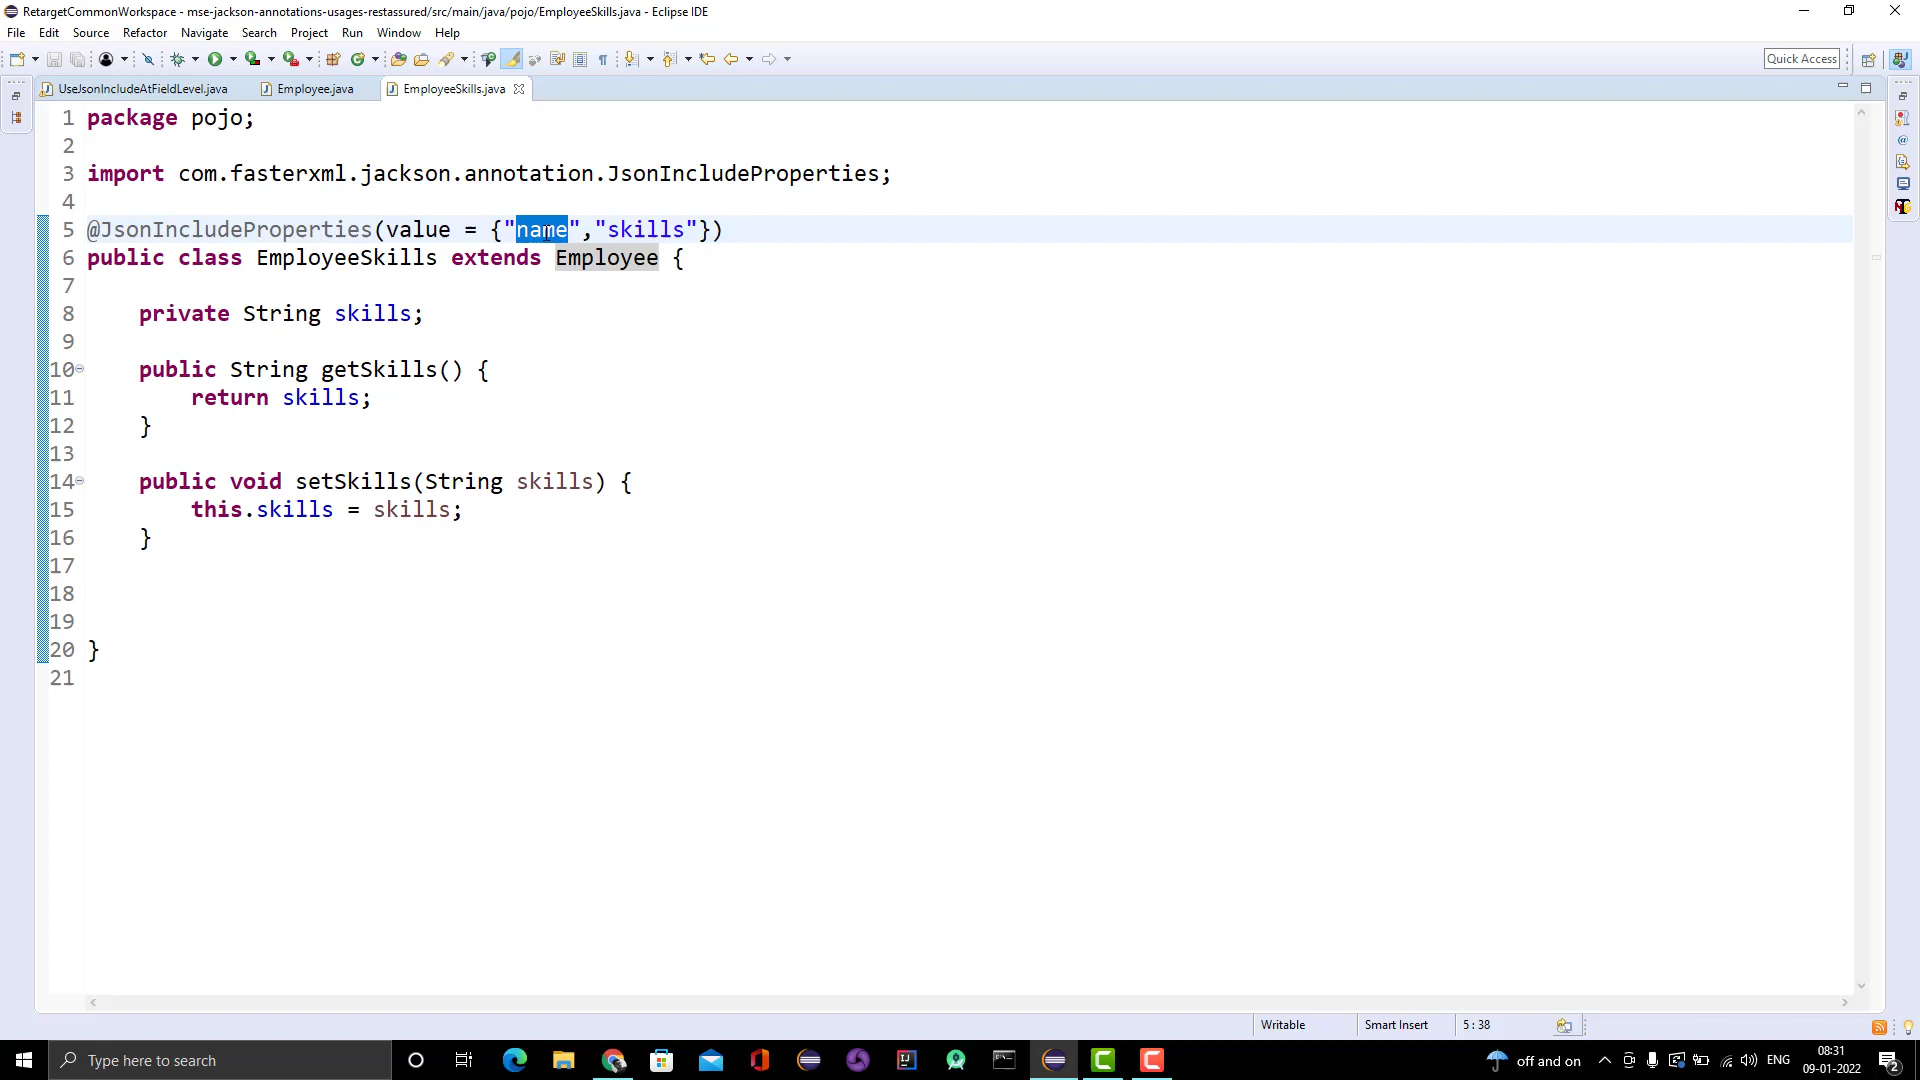 RetargetCommonWorkspace - mse-jackson-annotations-usages-restassured/src/main/java/pojo/EmployeeSkills.java - Eclipse IDE
File Edit Source Refactor Navigate Search Project Run Window Help
Quick Access
UseJsonIncludeAtFieldLevel.java Employee.java EmployeeSkills.java
1 package pojo;
2
3 import com.fasterxml.jackson.annotation.JsonIncludeProperties;
4
5 @JsonIncludeProperties(value = {"name","skills"})
6 public class EmployeeSkills extends Employee {
7
8 private String skills;
9
10 public String getSkills() {
11 return skills;
12 }
13
14 public void setSkills(String skills) {
15 this.skills = skills;
16 }
17
18
19
20 }
21
Writable Smart Insert 5 : 38
Type here to search
off and on ENG 08:31
09-01-2022 2